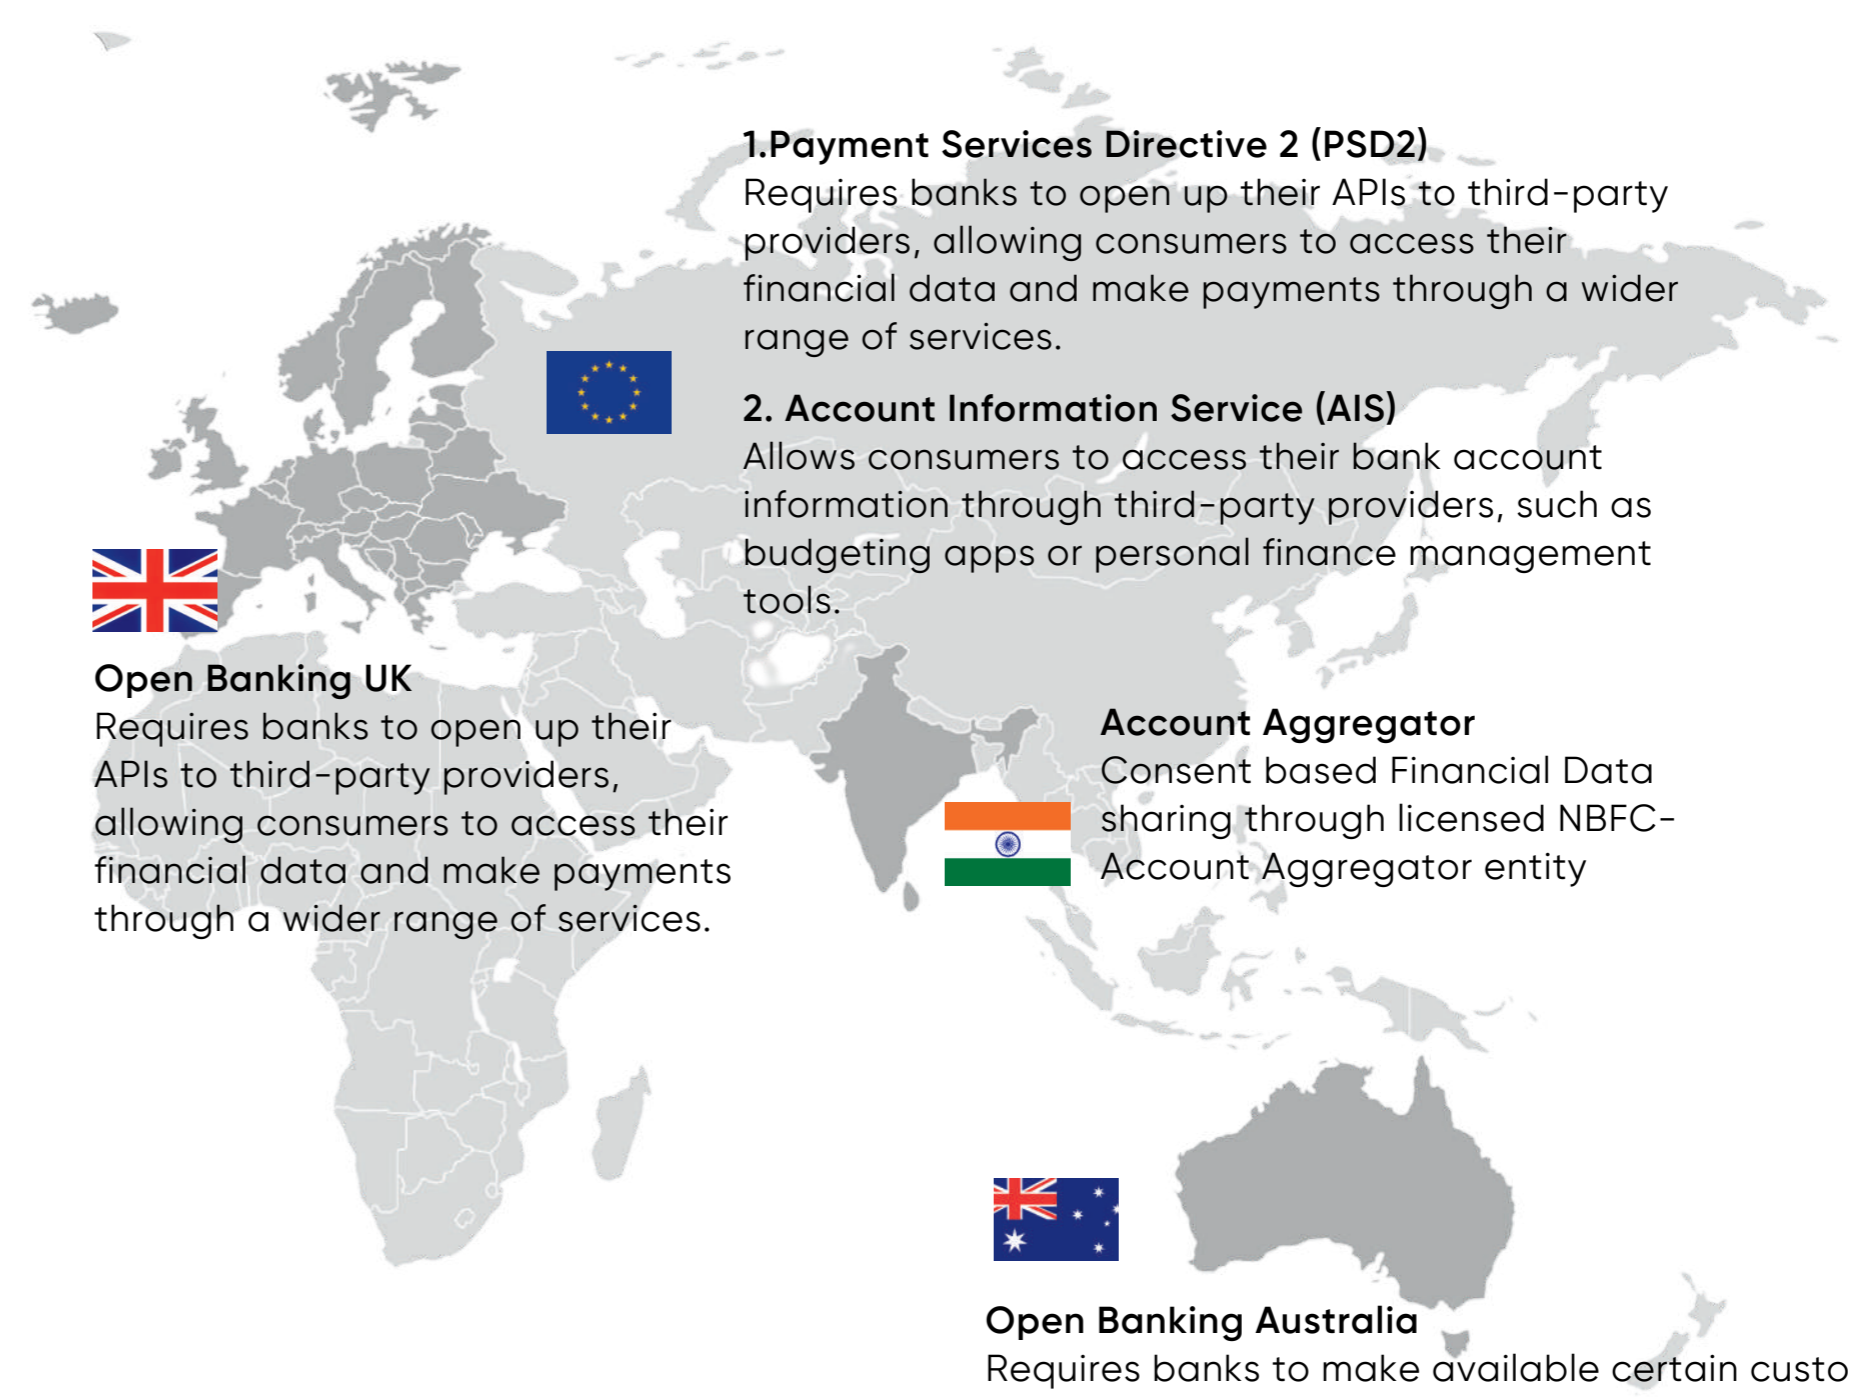 1.Payment Services Directive 2 (PSD2)
Requires banks to open up their APIs to third-party
providers, allowing consumers to access their
financial data and make payments through a wider
range of services.
2. Account Information Service (AIS)
Allows consumers to access their bank account
information through third-party providers, such as
budgeting apps or personal finance management
tools.
Open Banking UK
Requires banks to open up their
APIs to third-party providers,
allowing consumers to access their
financial data and make payments
through a wider range of services.
Account Aggregator
Consent based Financial Data
sharing through licensed NBFC-
Account Aggregator entity
Open Banking Australia
Requires banks to make available certain custo